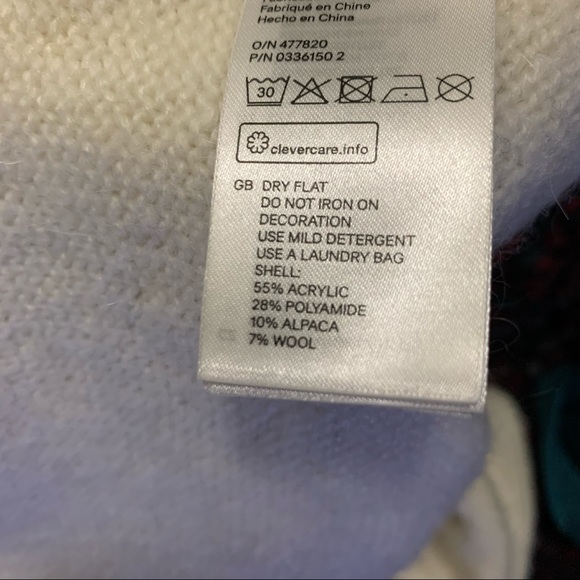 Fabriqué en Chine
Hecho en China
O/N 477820
P/N 0336150 2
30
clevercare.info
GB DRY FLAT
DO NOT IRON ON
DECORATION
USE MILD DETERGENT
USE A LAUNDRY BAG
SHELL:
55% ACRYLIC
28% POLYAMIDE
10% ALPACA
7% WOOL